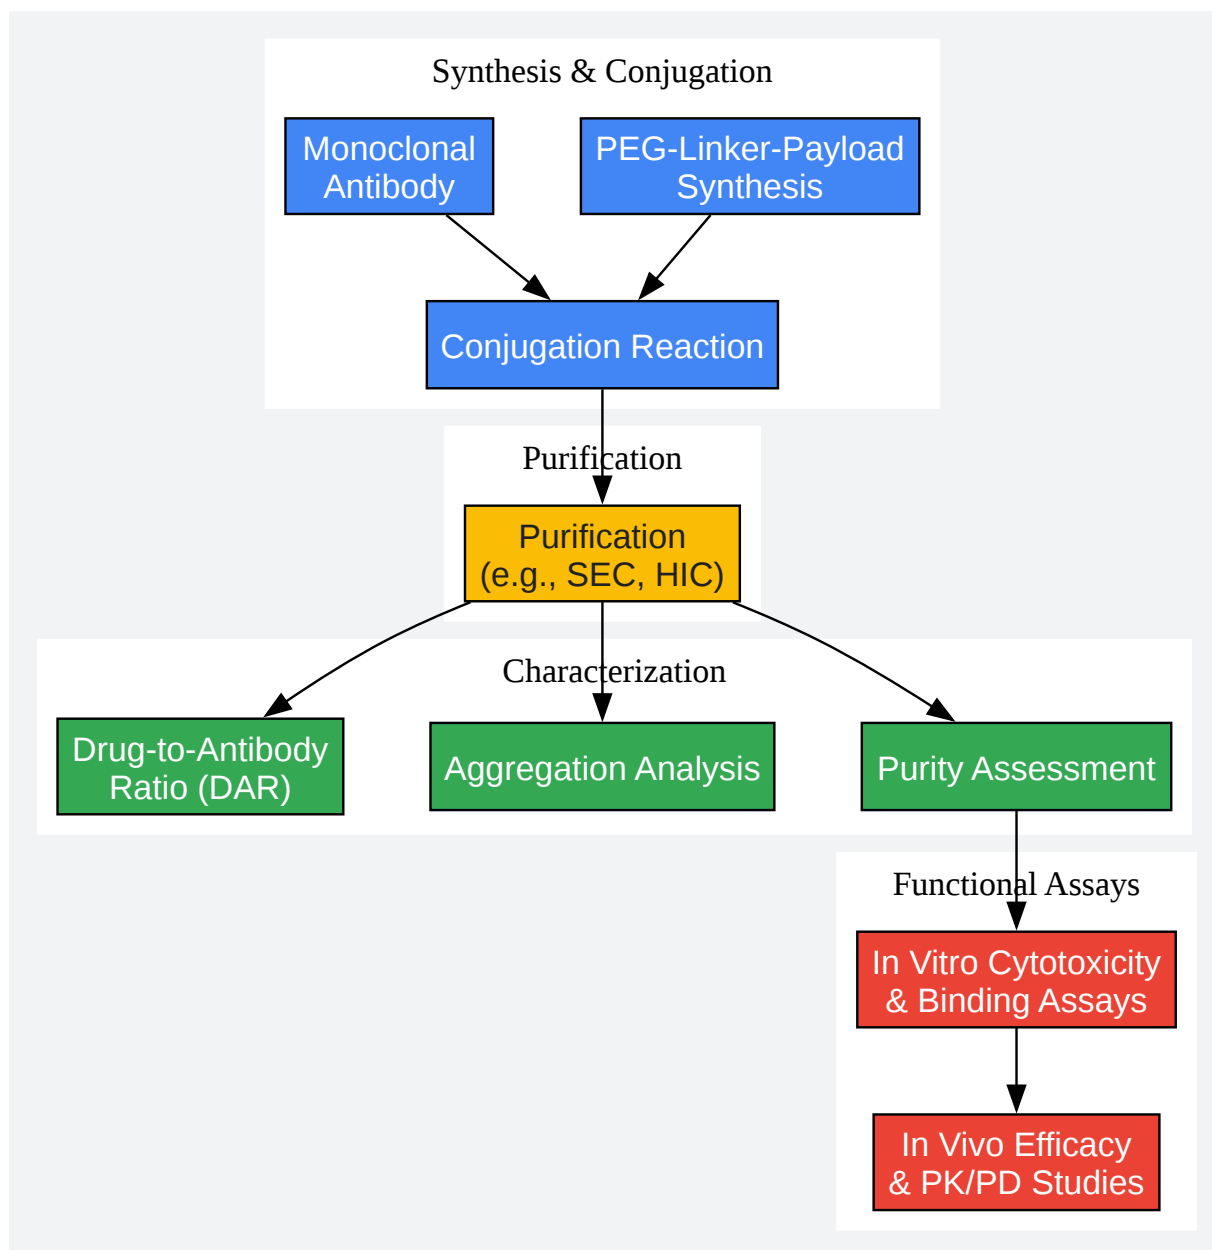 Synthesis & Conjugation
Monoclonal
Antibody
PEG-Linker-Payload
Synthesis
Conjugation Reaction
Purification
Purification
(e.g., SEC, HIC)
Characterization
Drug-to-Antibody
Ratio (DAR)
Aggregation Analysis
Purity Assessment
Functional Assays
In Vitro Cytotoxicity
& Binding Assays
In Vivo Efficacy
& PK/PD Studies